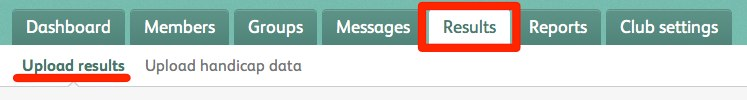 Dashboard Members Groups Messages Results Reports Club settings
Upload results Upload handicap data